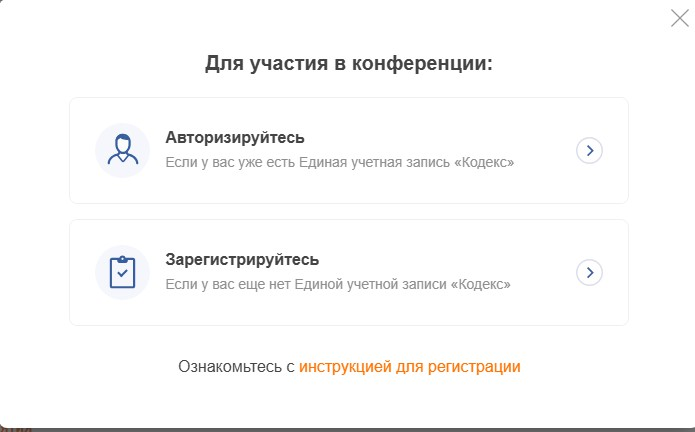 Для участия в конференции:
Авторизируйтесь
Если у вас уже есть Единая учетная запись «Кодекс»
Зарегистрируйтесь
Если у вас еще нет Единой учетной записи «Кодекс»
Ознакомьтесь с инструкцией для регистрации